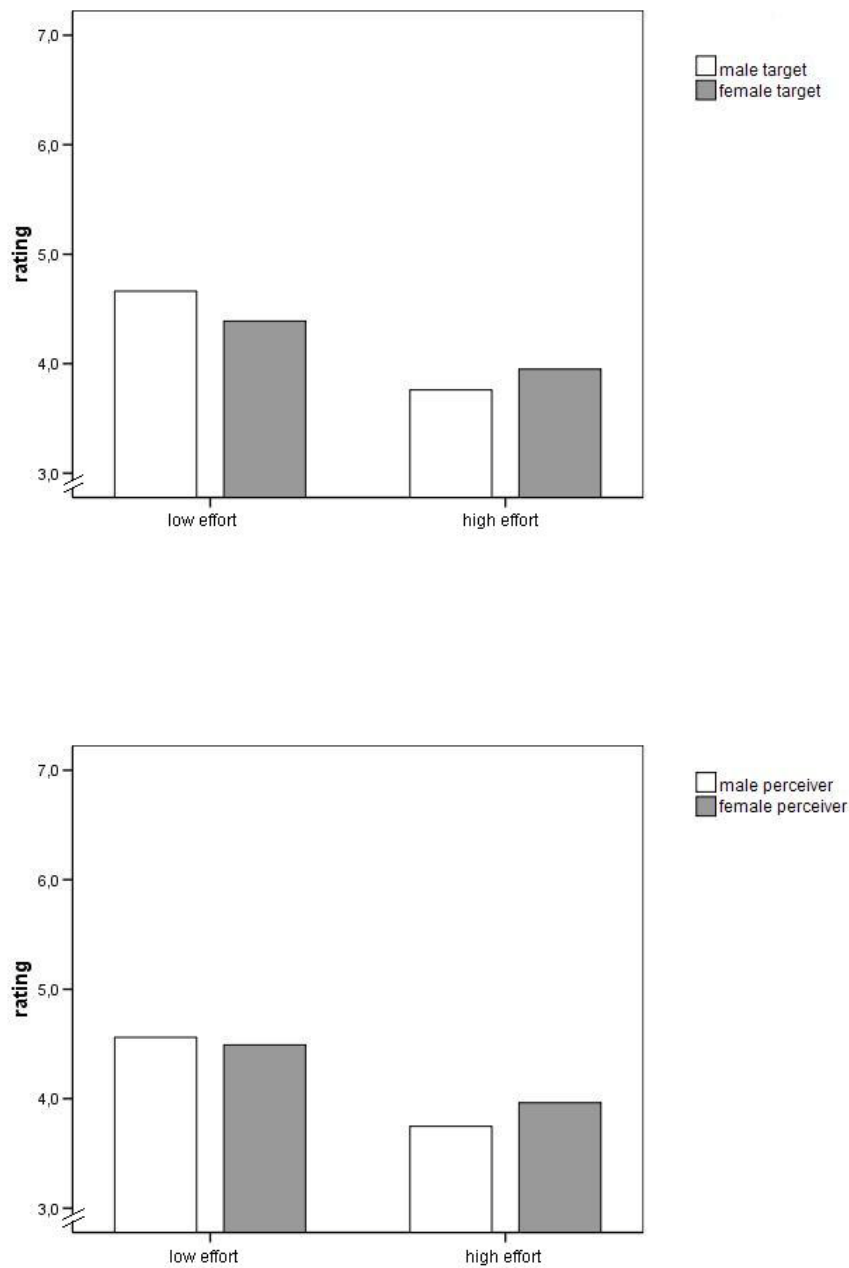 7,0
6,0
5,0
4,0
3,0
rating
low effort
high effort
male target
female target
7,0
6,0
5,0
4,0
3,0
rating
low effort
high effort
male perceiver
female perceiver